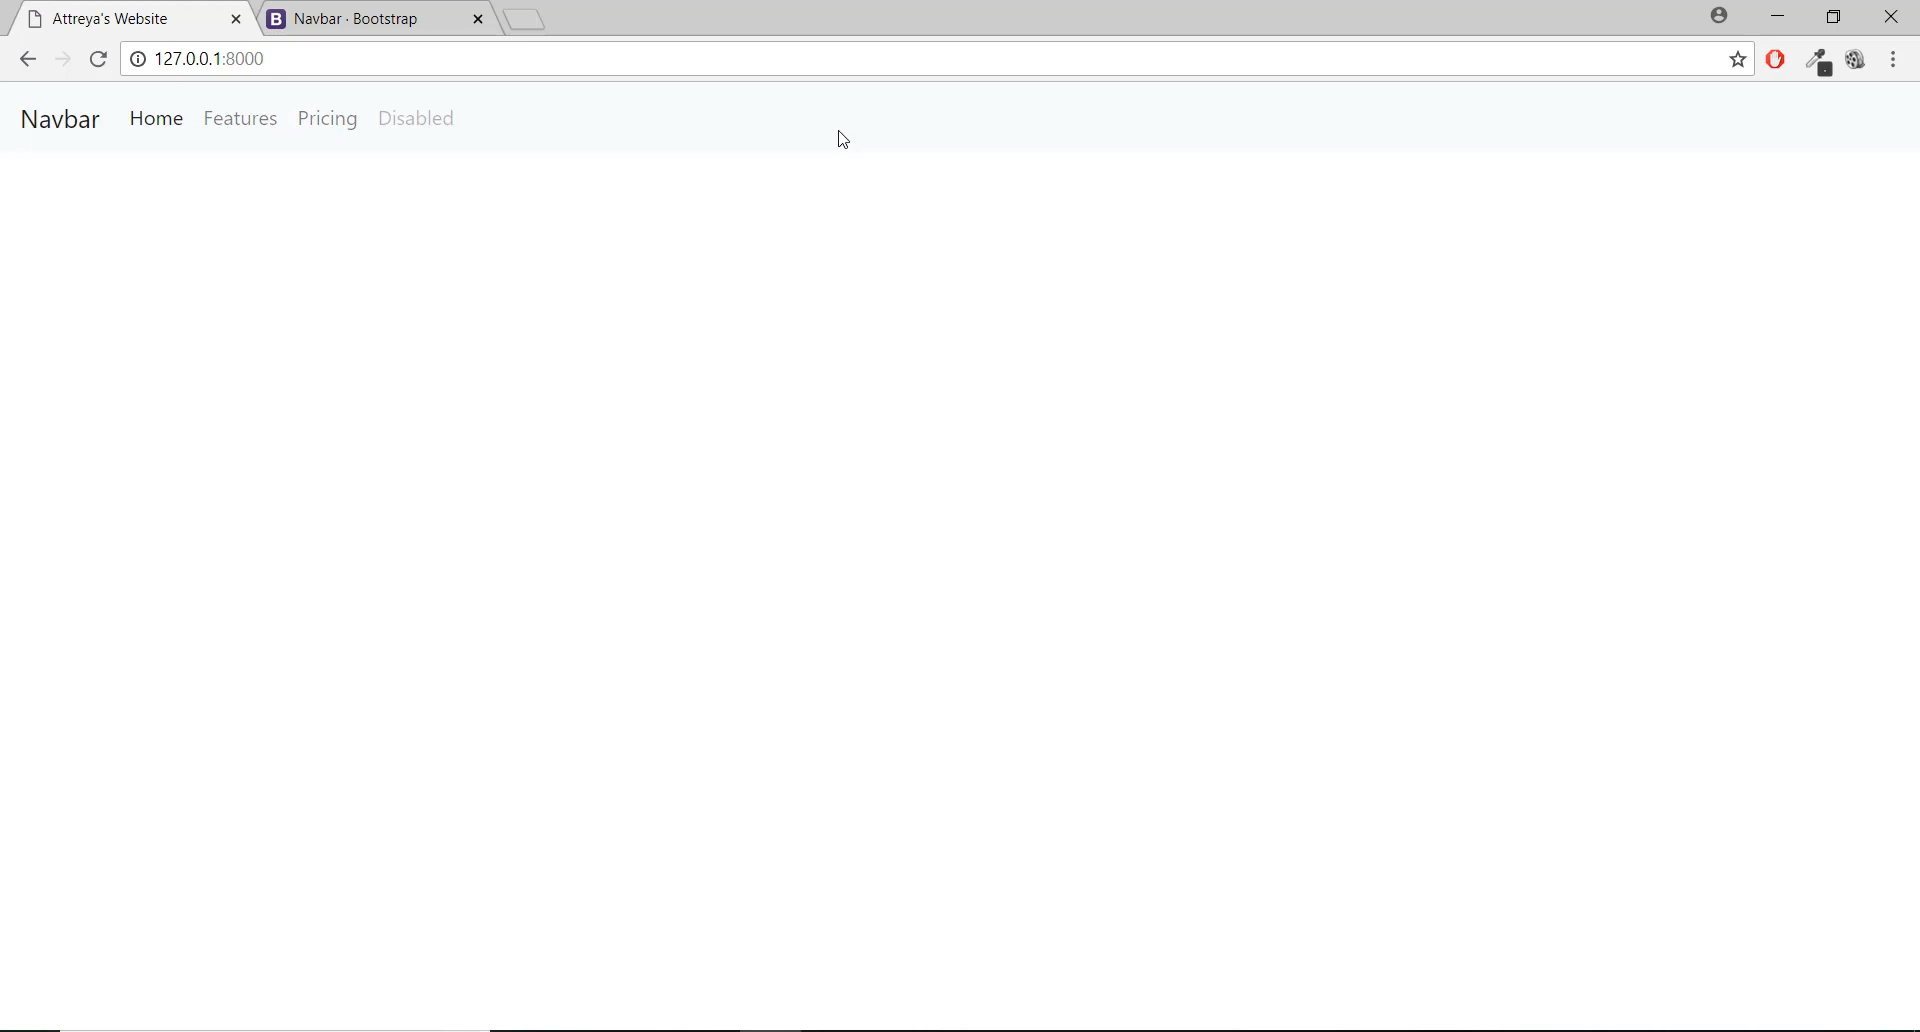 Attreya's Website
B Navbar · Bootstrap
127.0.0.1:8000
Navbar Home Features Pricing Disabled